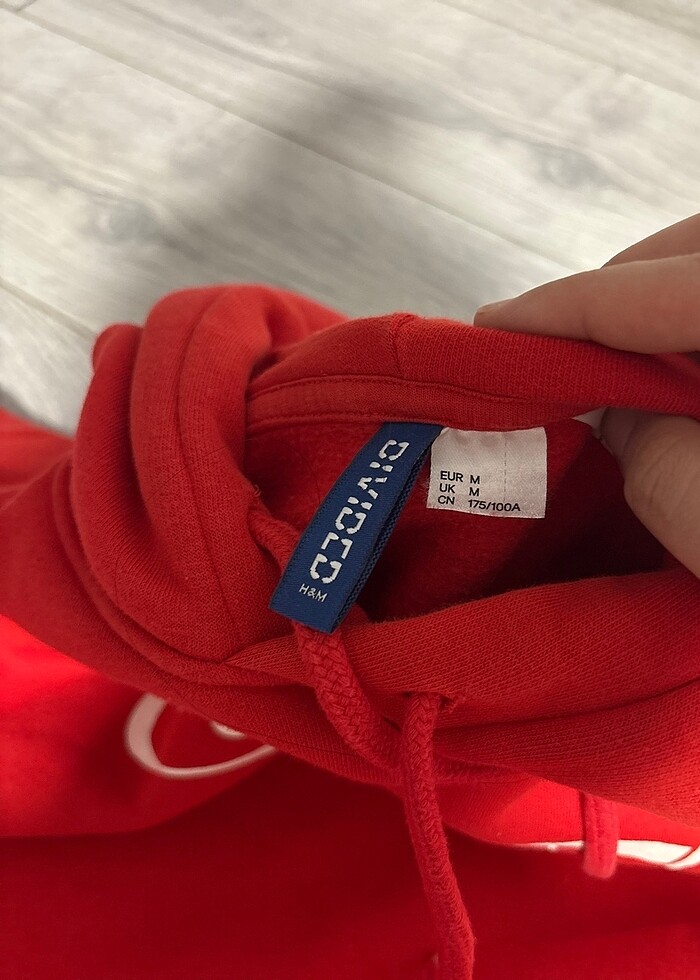 DIVIDED
H&M
EUR M
UK M
CN 175/100A